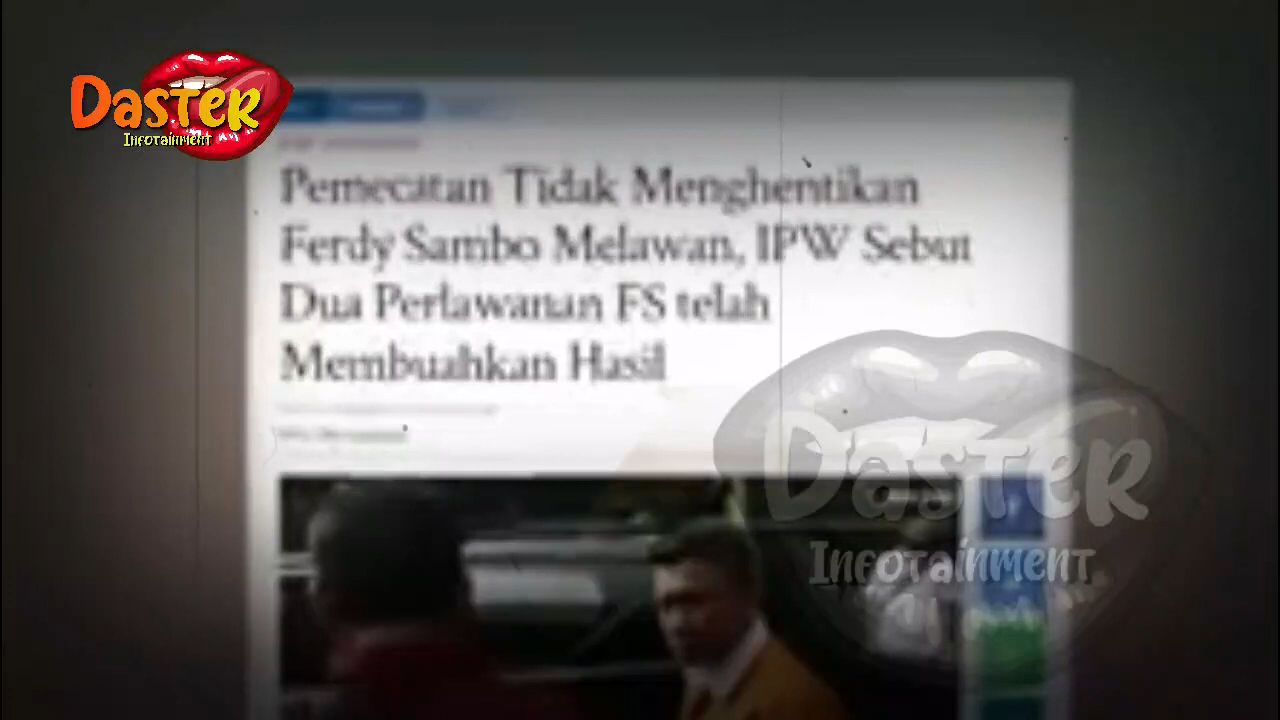 Daster
Infotainment
Pemecatan Tidak Menghentikan
Ferdy Sambo Melawan, IPW Sebut
Dua Perlawanan FS telah
Membuahkan Hasil
Daster
Infotainment